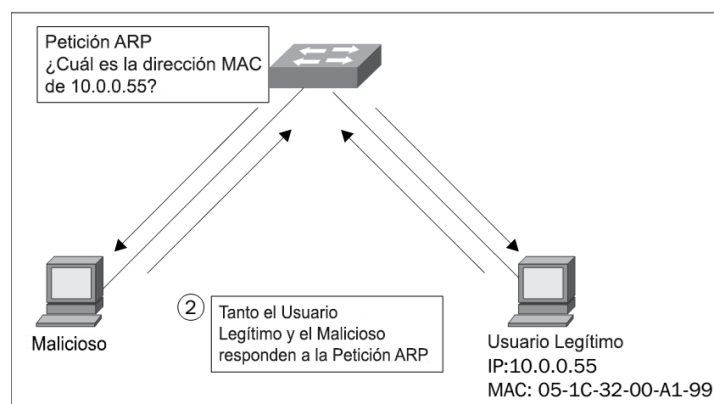 Petición ARP
¿Cuál es la dirección MAC
de 10.0.0.55?
2
Tanto el Usuario
Legítimo y el Malicioso
responden a la Petición ARP
Malicioso
Usuario Legítimo
IP:10.0.0.55
MAC: 05-1C-32-00-A1-99